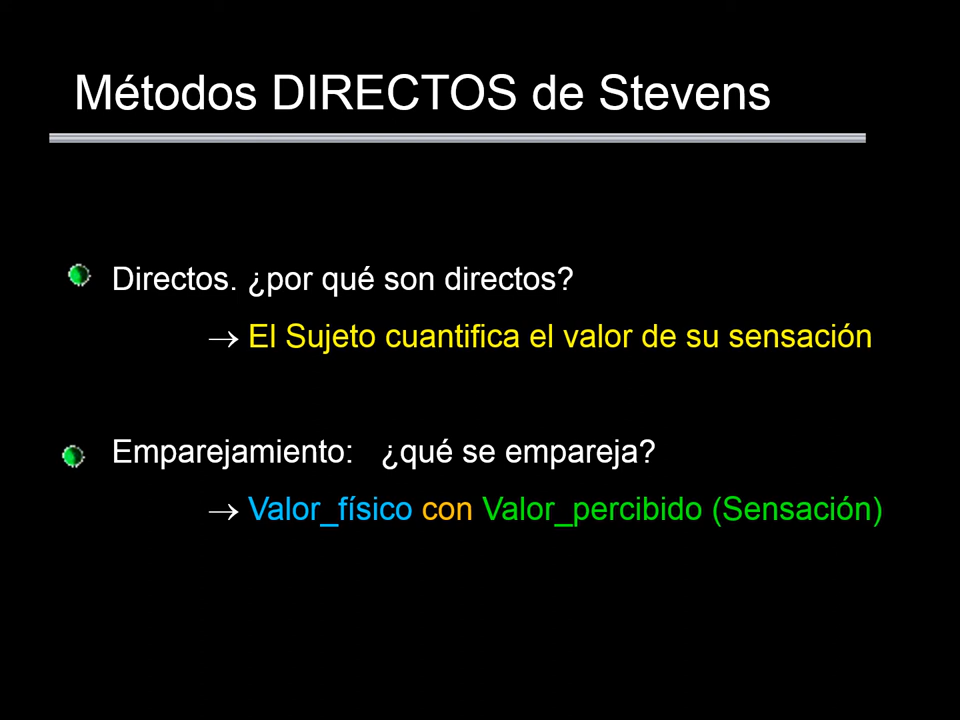 Métodos DIRECTOS de Stevens
Directos. ¿por qué son directos?
→ El Sujeto cuantifica el valor de su sensación
Emparejamiento: ¿qué se empareja?
→ Valor_físico con Valor_percibido (Sensación)